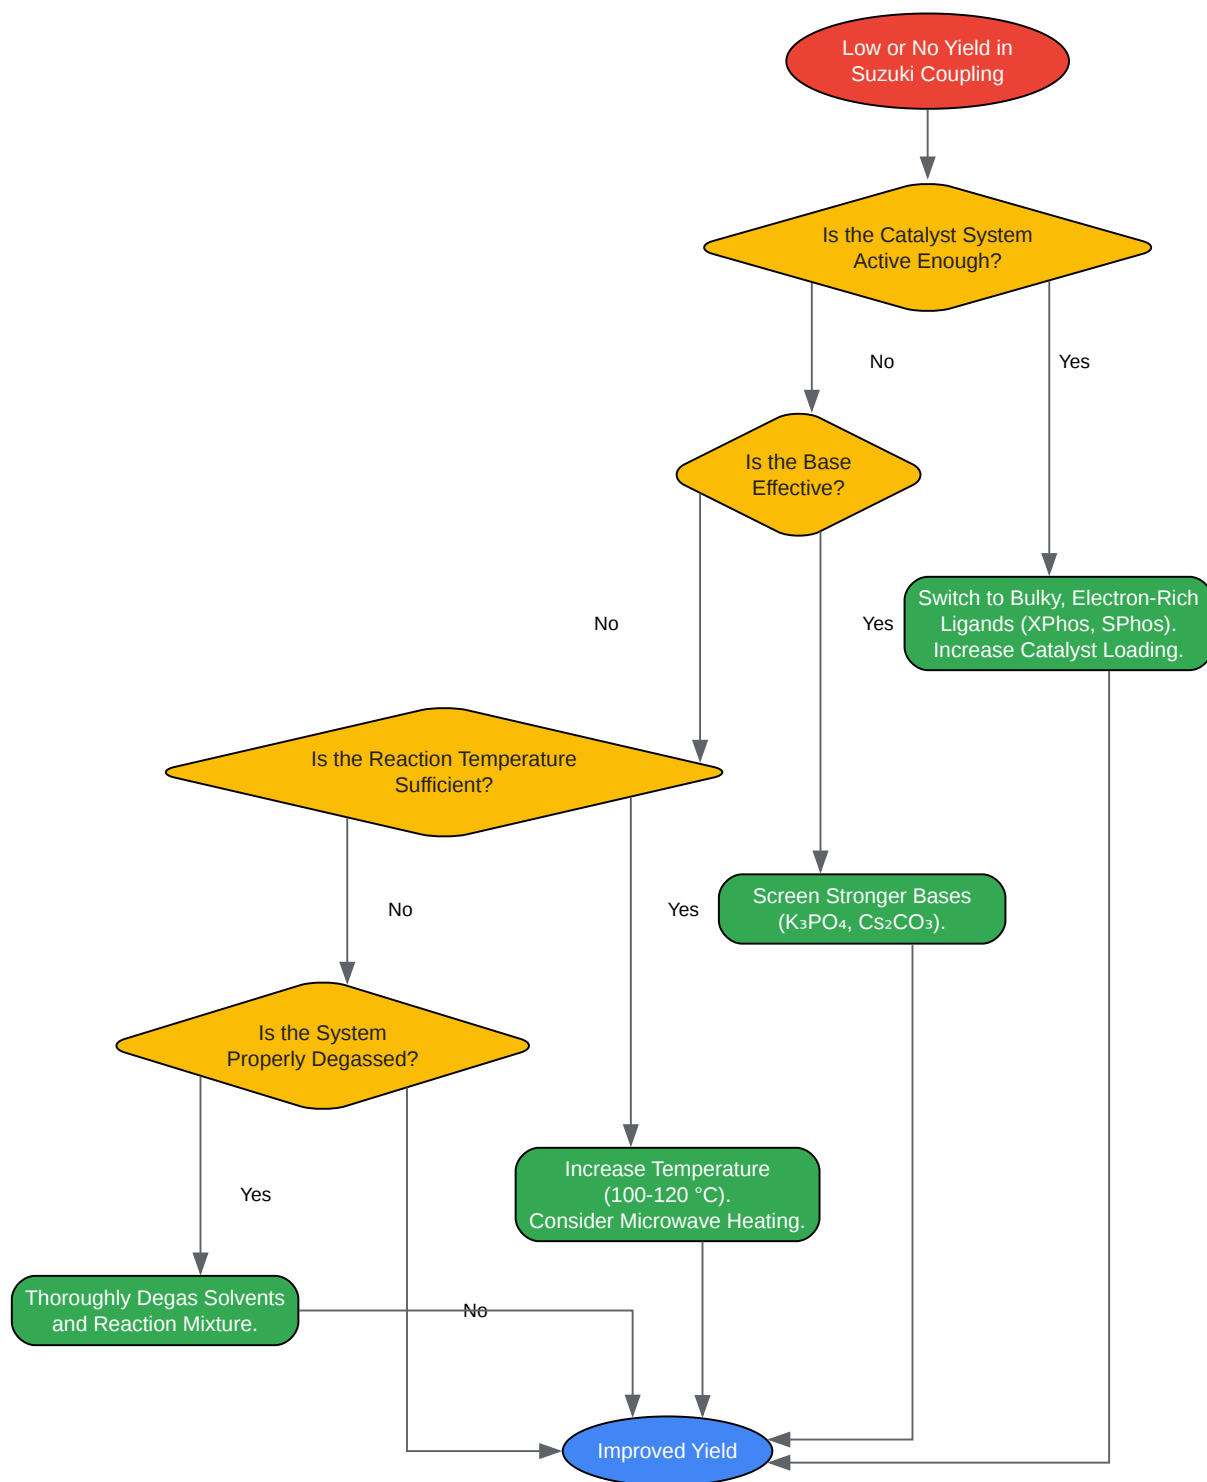 Low or No Yield in
Suzuki Coupling
Is the Catalyst System
Active Enough?
No
Yes
Is the Base
Effective?
Switch to Bulky, Electron-Rich
Ligands (XPhos, SPhos).
Increase Catalyst Loading.
No
Yes
Is the Reaction Temperature
Sufficient?
Screen Stronger Bases
(K₃PO₄, Cs₂CO₃).
No
Yes
Is the System
Properly Degassed?
Increase Temperature
(100-120 °C).
Consider Microwave Heating.
Yes
Thoroughly Degas Solvents
and Reaction Mixture.
No
Improved Yield